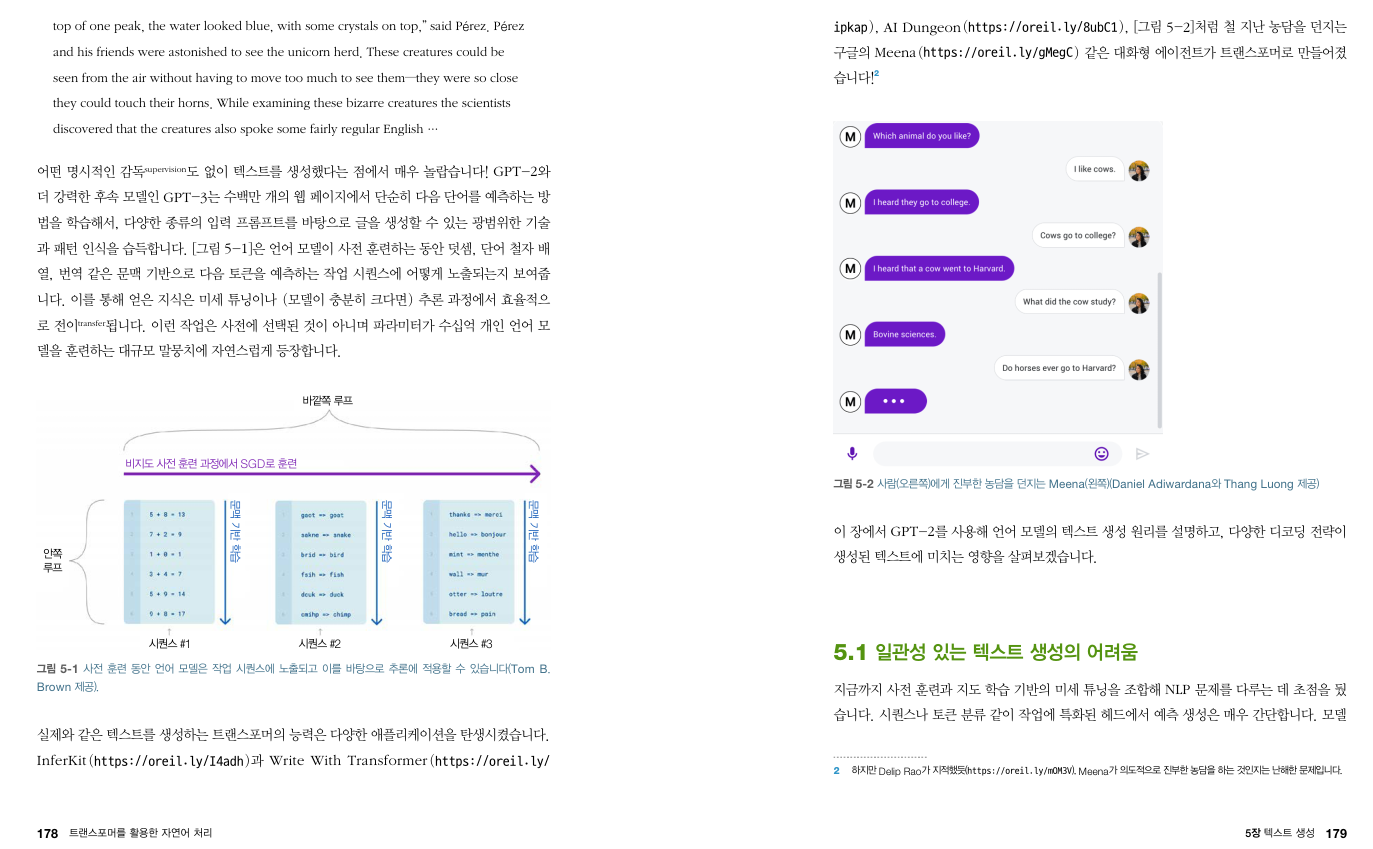 top of one peak, the water looked blue, with some crystals on top,” said Pérez. Pérez
and his friends were astonished to see the unicorn herd. These creatures could be
seen from the air without having to move too much to see them—they were so close
they could touch their horns. While examining these bizarre creatures the scientists
discovered that the creatures also spoke some fairly regular English …
어떤 명시적인 감독supervision도 없이 텍스트를 생성했다는 점에서 매우 놀랍습니다! GPT-2와
더 강력한 후속 모델인 GPT-3는 수백만 개의 웹 페이지에서 단순히 다음 단어를 예측하는 방
법을 학습해서, 다양한 종류의 입력 프롬프트를 바탕으로 글을 생성할 수 있는 광범위한 기술
과 패턴 인식을 습득합니다. [그림 5-1]은 언어 모델이 사전 훈련하는 동안 덧셈, 단어 철자 배
열, 번역 같은 문맥 기반으로 다음 토큰을 예측하는 작업 시퀀스에 어떻게 노출되는지 보여줍
니다. 이를 통해 얻은 지식은 미세 튜닝이나 (모델이 충분히 크다면) 추론 과정에서 효율적으
로 전이transfer됩니다. 이런 작업은 사전에 선택된 것이 아니며 파라미터가 수십억 개인 언어 모
델을 훈련하는 대규모 말뭉치에 자연스럽게 등장합니다.
바깥쪽 루프
비지도 사전 훈련 과정에서 SGD로 훈련
안쪽
루프
5 + 8 = 13
7 + 2 = 9
1 + 0 = 1
3 + 4 = 7
5 + 9 = 14
9 + 8 = 17
문맥 기반 학습
시퀀스 #1
gaot => goat
sakne => snake
brid => bird
fsih => fish
dcuk => duck
cmihp => chimp
문맥 기반 학습
시퀀스 #2
thanks => merci
hello => bonjour
mint => menthe
wall => mur
otter => loutre
bread => pain
문맥 기반 학습
시퀀스 #3
그림 5-1 사전 훈련 동안 언어 모델은 작업 시퀀스에 노출되고 이를 바탕으로 추론에 적용할 수 있습니다(Tom B.
Brown 제공).
실제와 같은 텍스트를 생성하는 트랜스포머의 능력은 다양한 애플리케이션을 탄생시켰습니다.
InferKit(https://oreil.ly/I4adh)과 Write With Transformer(https://oreil.ly/
178 트랜스포머를 활용한 자연어 처리
ipkap), AI Dungeon(https://oreil.ly/8ubC1), [그림 5-2]처럼 철 지난 농담을 던지는
구글의 Meena(https://oreil.ly/gMegC) 같은 대화형 에이전트가 트랜스포머로 만들어졌
습니다!2
M Which animal do you like?
I like cows.
M I heard they go to college.
Cows go to college?
M I heard that a cow went to Harvard.
What did the cow study?
M Bovine sciences.
Do horses ever go to Harvard?
M •••
그림 5-2 사람(오른쪽)에게 진부한 농담을 던지는 Meena(왼쪽)(Daniel Adiwardana와 Thang Luong 제공)
이 장에서 GPT-2를 사용해 언어 모델의 텍스트 생성 원리를 설명하고, 다양한 디코딩 전략이
생성된 텍스트에 미치는 영향을 살펴보겠습니다.
5.1 일관성 있는 텍스트 생성의 어려움
지금까지 사전 훈련과 지도 학습 기반의 미세 튜닝을 조합해 NLP 문제를 다루는 데 초점을 뒀
습니다. 시퀀스나 토큰 분류 같이 작업에 특화된 헤드에서 예측 생성은 매우 간단합니다. 모델
2 하지만 Delip Rao가 지적했듯(https://oreil.ly/mOM3V), Meena가 의도적으로 진부한 농담을 하는 것인지는 난해한 문제입니다.
5장 텍스트 생성 179